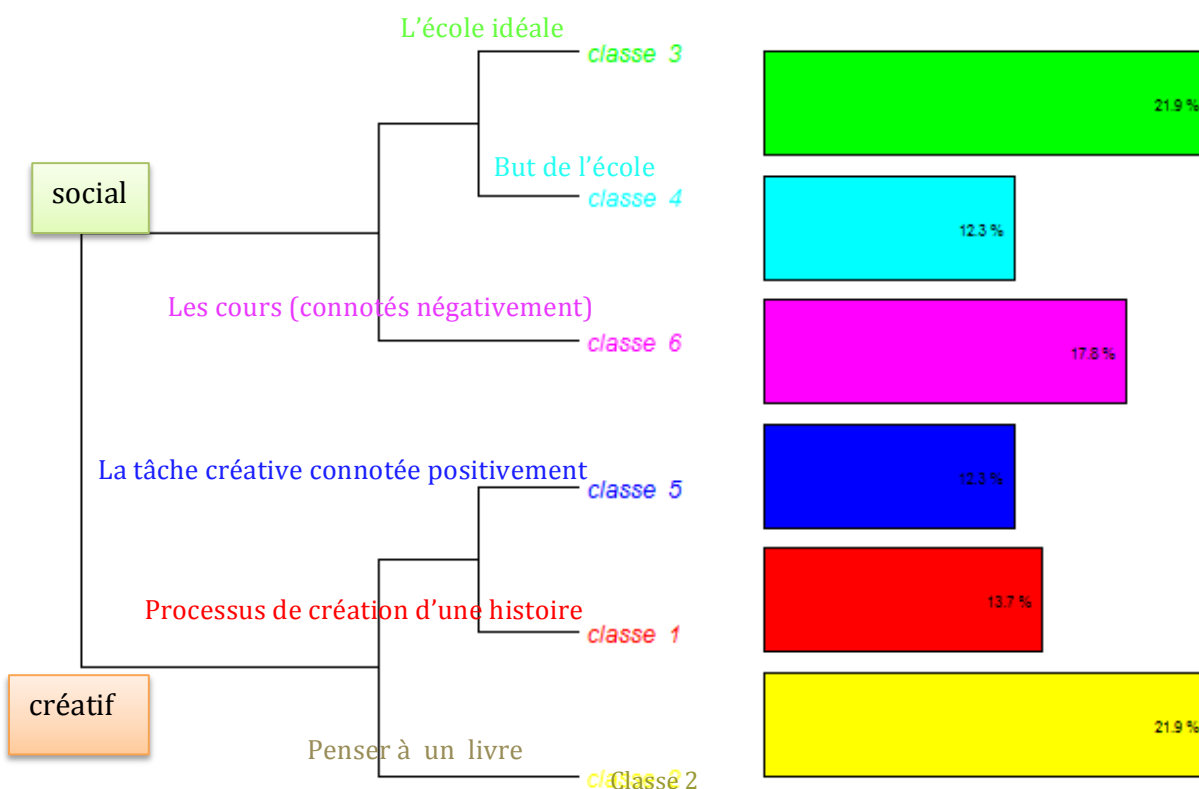 L'école idéale
classe 3
21.9 %
But de l'école
social
classe 4
12.3 %
Les cours (connotés négativement)
classe 6
17.8 %
La tâche créative connotée positivement
classe 5
12.3 %
Processus de création d'une histoire
classe 1
13.7 %
créatif
21.9 %
Penser à un livre
classe 2
Classe 2